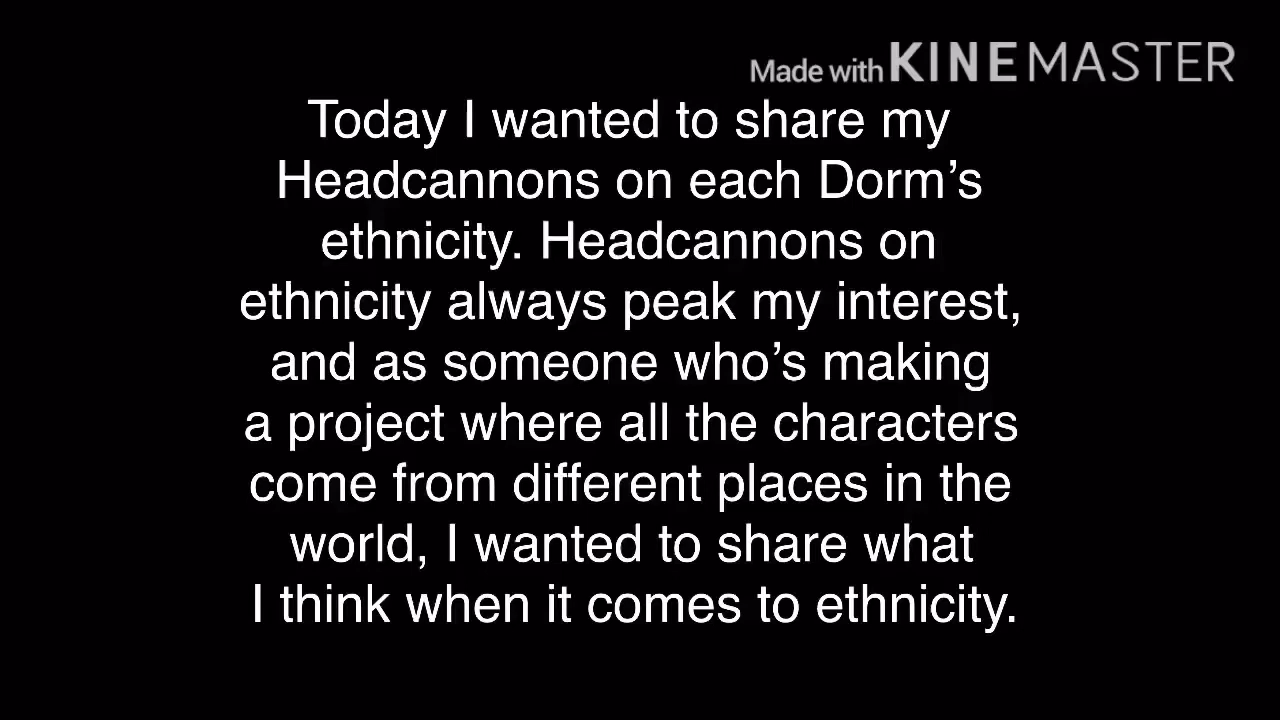 Made with KINEMASTER
Today I wanted to share my
Headcannons on each Dorm’s
ethnicity. Headcannons on
ethnicity always peak my interest,
and as someone who’s making
a project where all the characters
come from different places in the
world, I wanted to share what
I think when it comes to ethnicity.